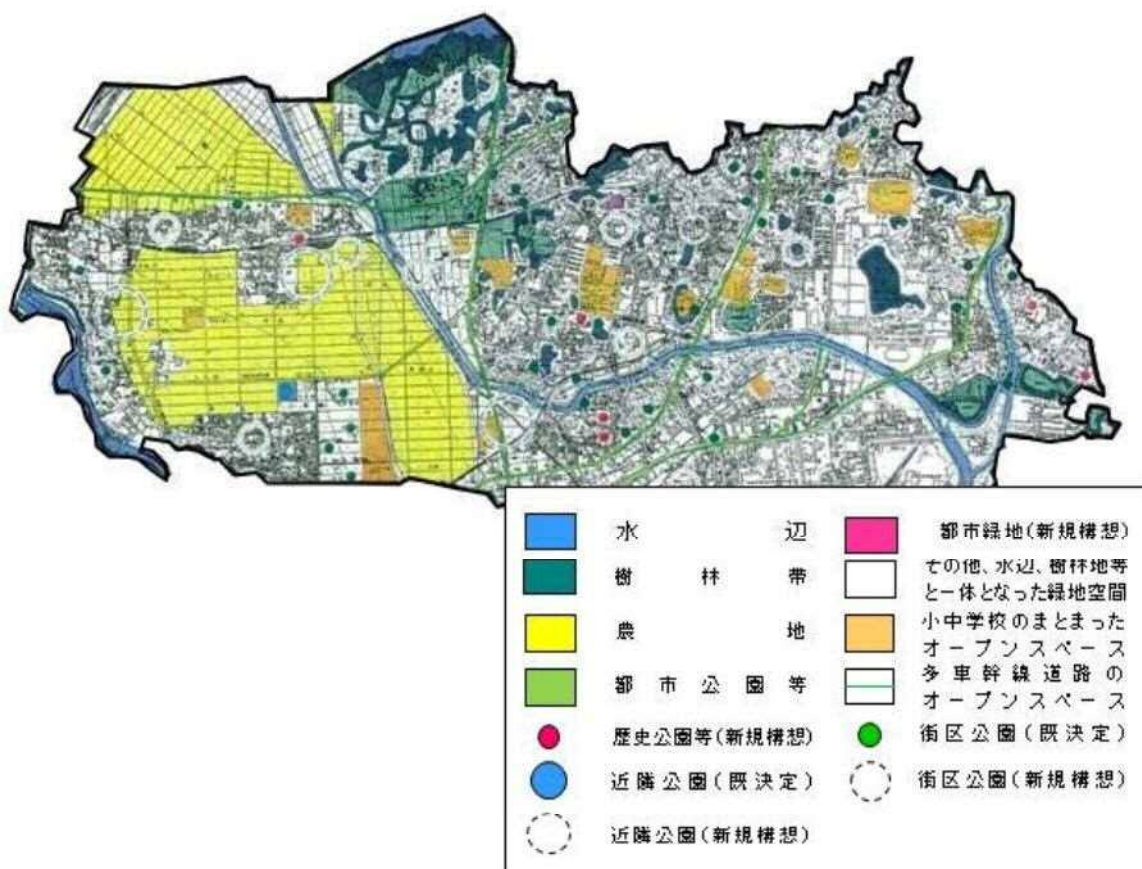 水辺
樹林帯
農地
都市公園等
歴史公園等(新規構想)
近隣公園(既決定)
近隣公園(新規構想)
都市緑地(新規構想)
その他、水辺、樹林地等
と一体となった緑地空間
小中学校のまとまった
オープンスペース
多車幹線道路の
オープンスペース
街区公園(既決定)
街区公園(新規構想)